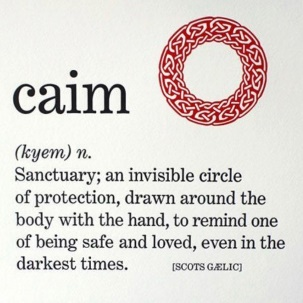 caim
(kyem) n.
Sanctuary; an invisible circle
of protection, drawn around the
body with the hand, to remind one
of being safe and loved, even in the
darkest times. [SCOTS GÆLIC]